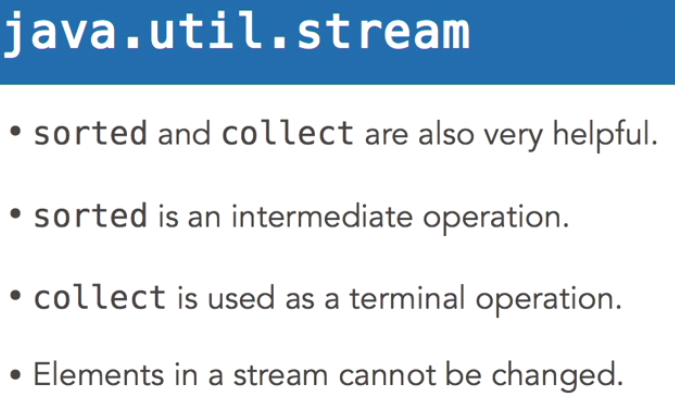 java.util.stream
• sorted and collect are also very helpful.
• sorted is an intermediate operation.
• collect is used as a terminal operation.
• Elements in a stream cannot be changed.